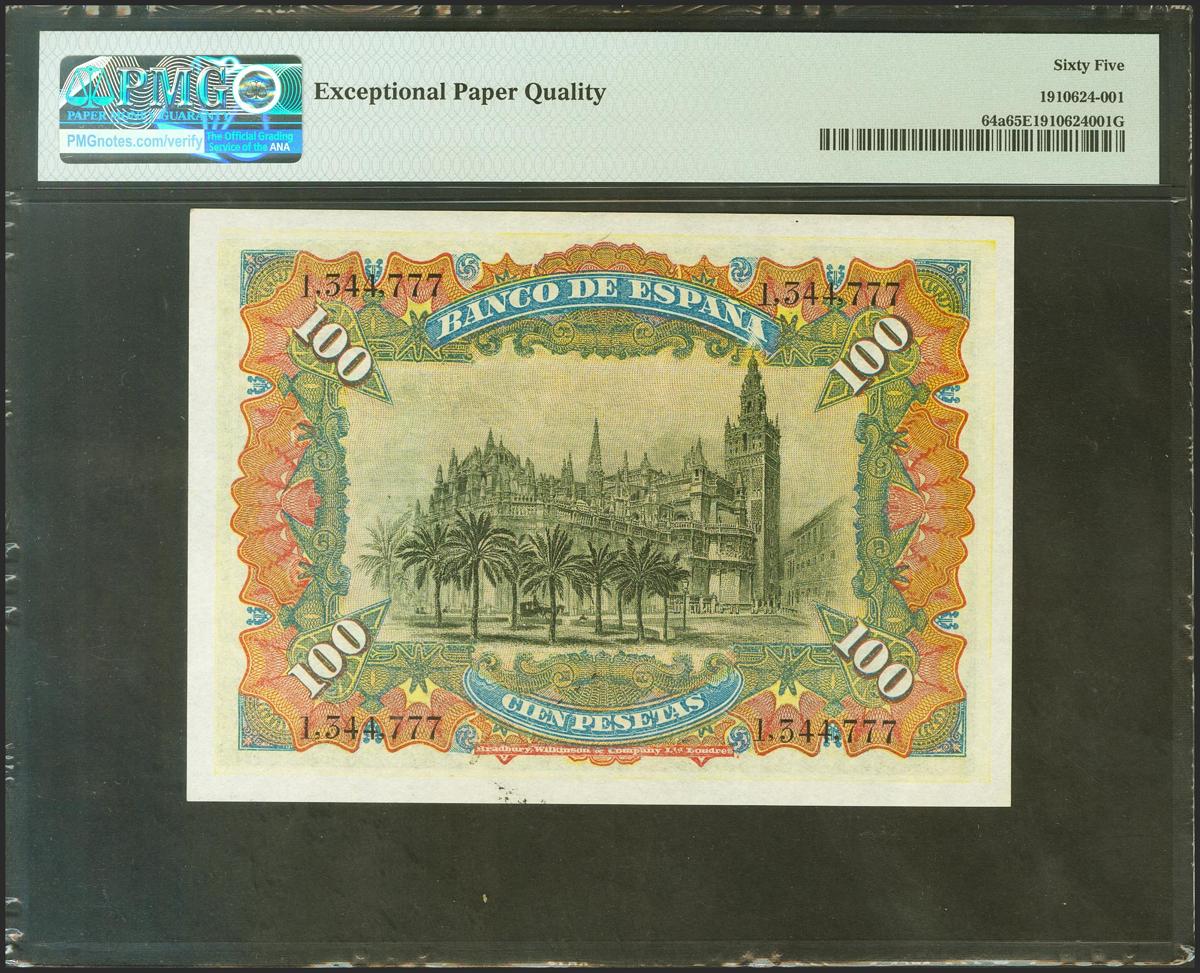 PMG
PAPER MONEY GUARANTY
PMGnotes.com/verify
The Official Grading
Service of the ANA
Exceptional Paper Quality
Sixty Five
1910624-001
64a65E1910624001G
1,344,777
1,344,777
BANCO DE ESPAÑA
100
100
100
100
CIEN PESETAS
1,344,777
1,344,777
Bradbury, Wilkinson & Company Ltd. Londres